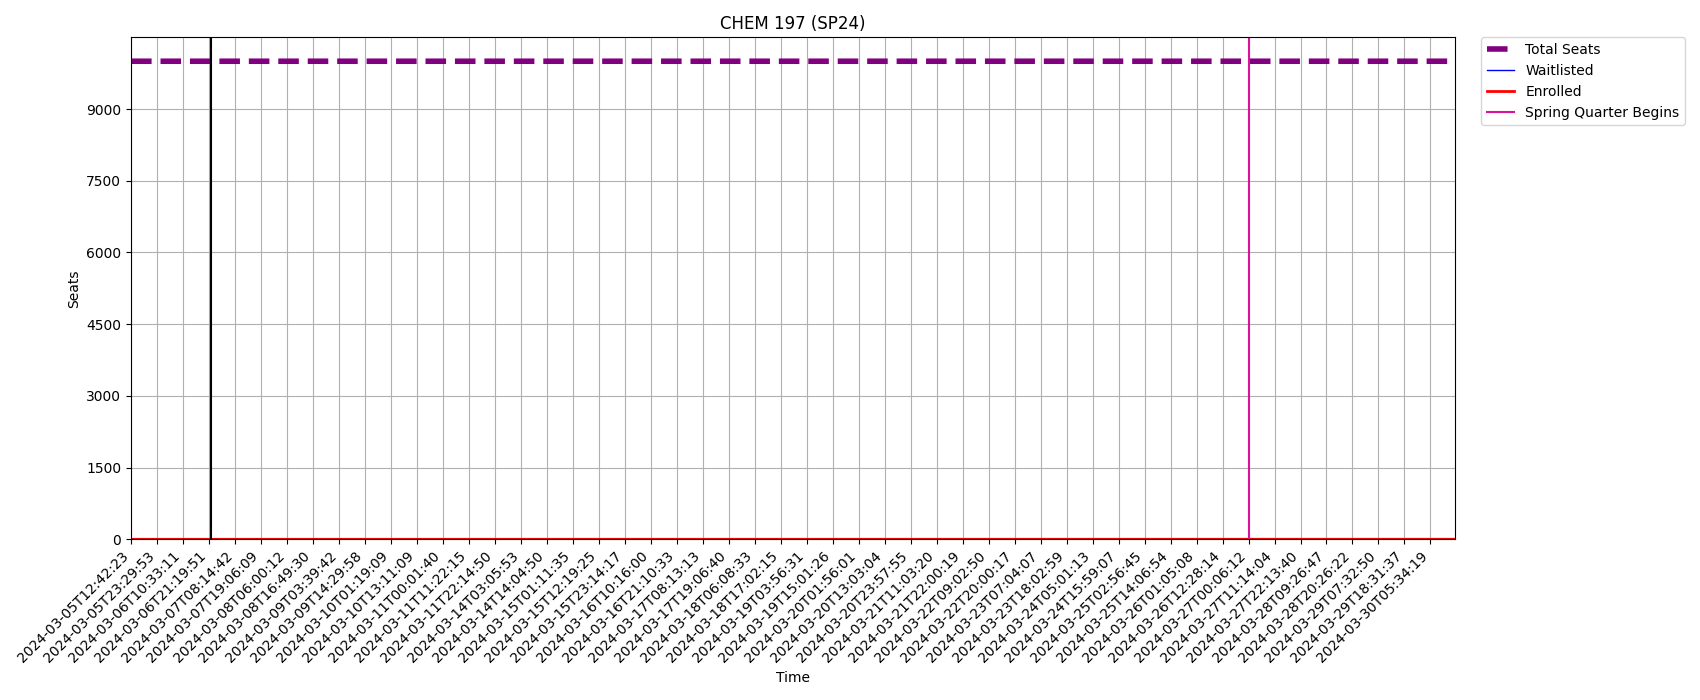 CHEM 197 (SP24)
Total Seats
Waitlisted
Enrolled
Spring Quarter Begins
9000
7500
6000
4500
3000
1500
0
Seats
2024-03-05T12:42:23
2024-03-05T23:29:53
2024-03-06T10:33:11
2024-03-06T21:19:51
2024-03-07T08:14:42
2024-03-07T19:06:09
2024-03-08T06:00:12
2024-03-08T16:49:30
2024-03-09T03:39:42
2024-03-09T14:29:58
2024-03-10T01:19:09
2024-03-10T13:11:09
2024-03-11T00:01:40
2024-03-11T11:22:15
2024-03-11T22:14:50
2024-03-14T03:05:53
2024-03-14T14:04:50
2024-03-15T01:11:35
2024-03-15T12:19:25
2024-03-15T23:14:17
2024-03-16T10:16:00
2024-03-16T21:10:33
2024-03-17T08:13:13
2024-03-17T19:06:40
2024-03-18T06:08:33
2024-03-18T17:02:15
2024-03-19T03:56:31
2024-03-19T15:01:26
2024-03-20T01:56:01
2024-03-20T13:03:04
2024-03-20T23:57:55
2024-03-21T11:03:20
2024-03-21T22:00:19
2024-03-22T09:02:50
2024-03-22T20:00:17
2024-03-23T07:04:07
2024-03-23T18:02:59
2024-03-24T05:01:13
2024-03-24T15:59:07
2024-03-25T02:56:45
2024-03-25T14:06:54
2024-03-26T01:05:08
2024-03-26T12:28:14
2024-03-27T00:06:12
2024-03-27T11:14:04
2024-03-27T22:13:40
2024-03-28T09:26:47
2024-03-28T20:26:22
2024-03-29T07:32:50
2024-03-29T18:31:37
2024-03-30T05:34:19
Time